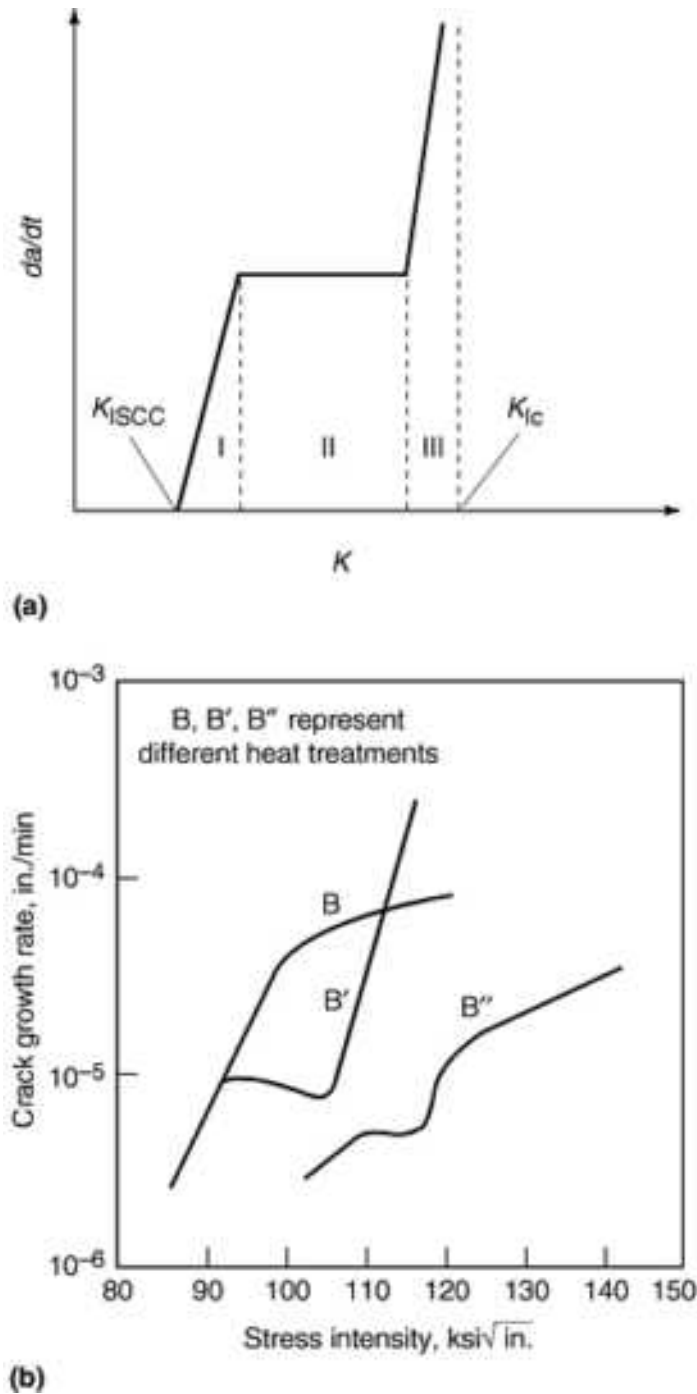 da/dt
K_ISCC
I
II
III
K_Ic
K
(a)
10⁻³
B, B′, B″ represent
different heat treatments
Crack growth rate, in./min
10⁻⁴
B
B′
B″
10⁻⁵
10⁻⁶
80 90 100 110 120 130 140 150
Stress intensity, ksi√in.
(b)